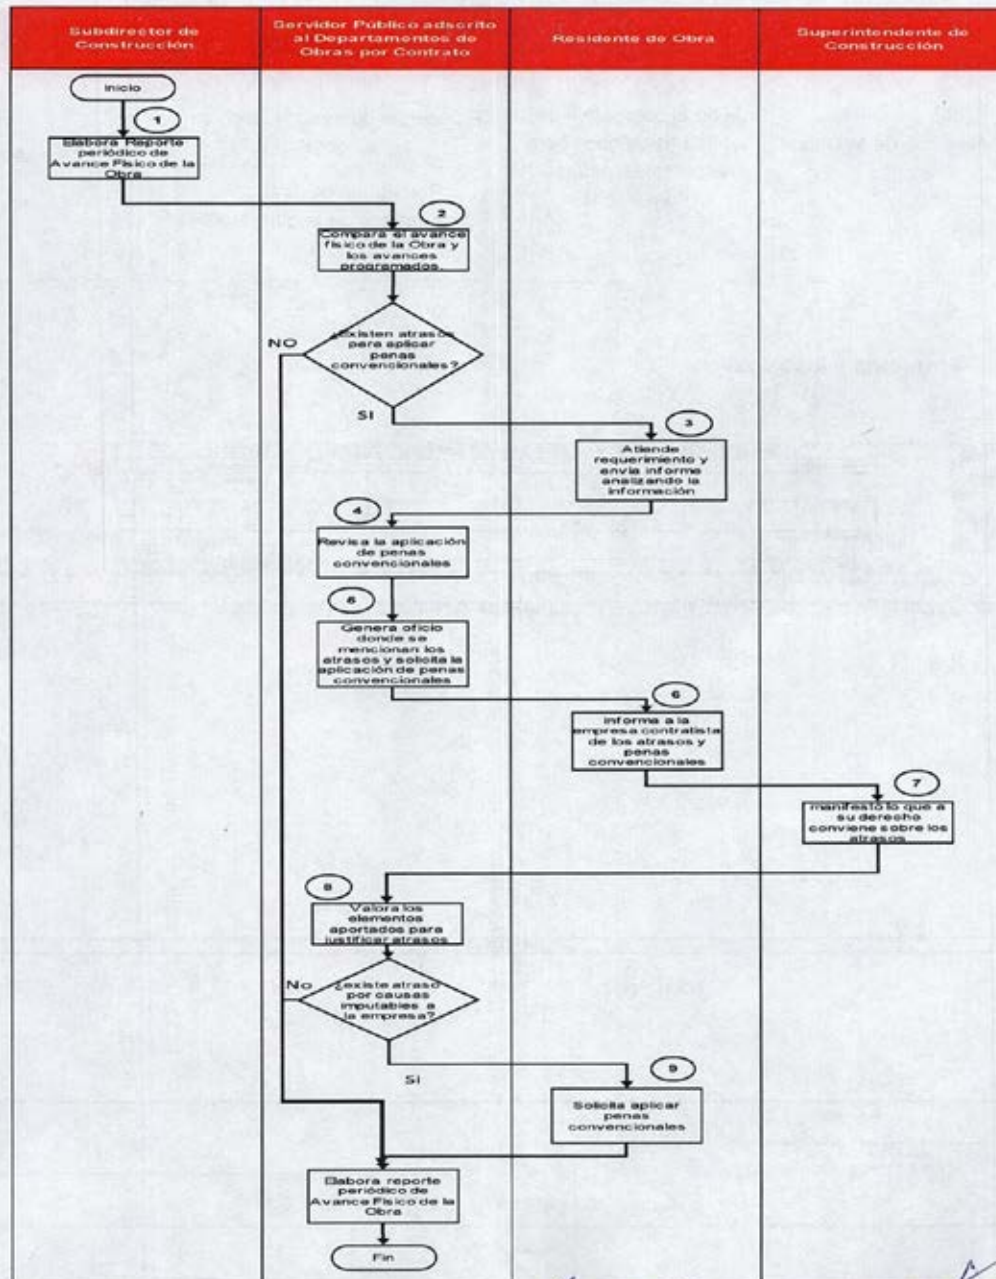 Subdirector de
Construcción
Servidor Público adscrito
al Departamentos de
Obras por Contrato
Residente de Obra
Superintendente de
Construcción
Inicio
1
Elabora Reporte
periódico de
Avance Físico de la
Obra
2
Compara el avance
físico de la Obra y
los avances
programados
¿Existen atrasos
para aplicar
penas
convencionales?
NO
SI
3
Atiende
requerimiento y
envía informe
analizando la
información
4
Revisa la aplicación
de penas
convencionales
5
Genera oficio
donde se
mencionan los
atrasos y solicita la
aplicación de penas
convencionales
6
Informa a la
empresa contratista
de los atrasos y
penas
convencionales
7
manifesto lo que a
su derecho
conviene sobre los
atrasos
8
Valora los
elementos
aportados para
justificar atrasos
¿existe atraso
por causas
imputables a
la empresa?
No
Si
9
Solicita aplicar
penas
convencionales
Elabora reporte
periódico de
Avance Físico de la
Obra
Fin